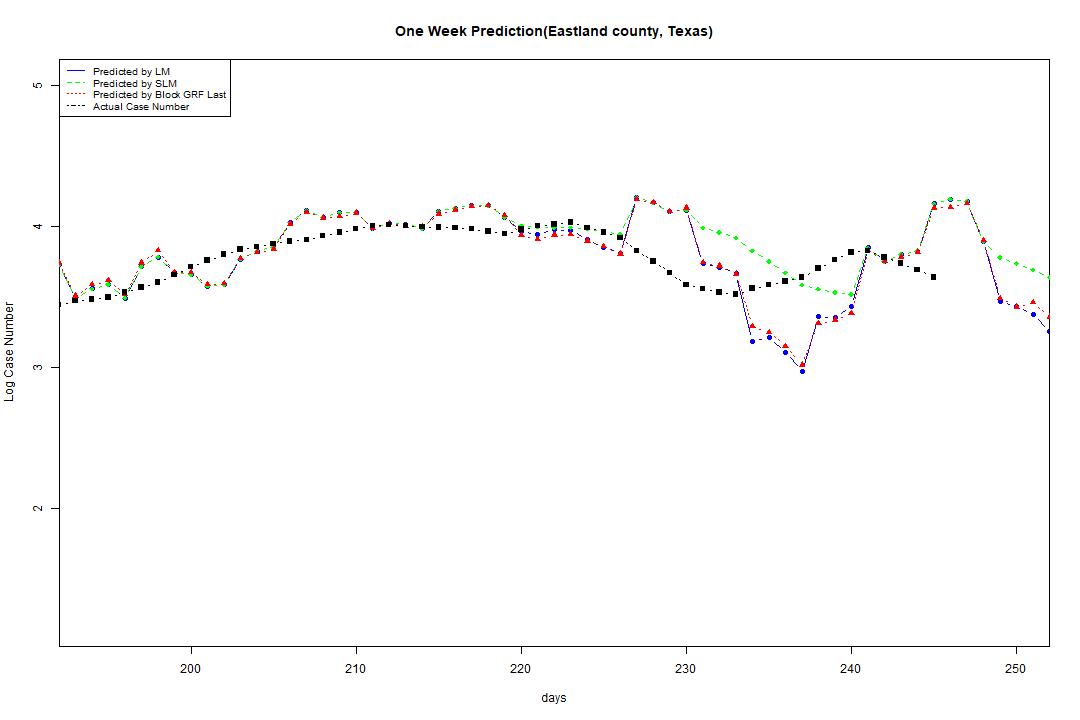 One Week Prediction(Eastland county, Texas)
Predicted by LM
Predicted by SLM
Predicted by Block GRF Last
Actual Case Number
5
4
3
2
Log Case Number
200 210 220 230 240 250
days